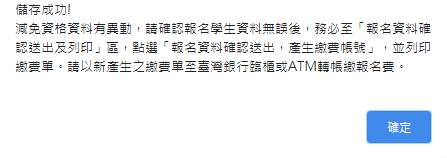 儲存成功!
減免資格資料有異動，請確認報名學生資料無誤後，務必至「報名資料確
認送出及列印」區，點選「報名資料確認送出，產生繳費帳號」，並列印
繳費單。請以新產生之繳費單至臺灣銀行臨櫃或ATM轉帳繳報名費。
確定